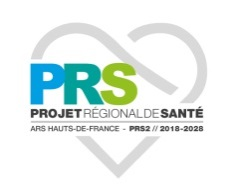 PRS
PROJET RÉGIONAL DE SANTÉ
ARS HAUTS-DE-FRANCE - PRS2 // 2018-2028